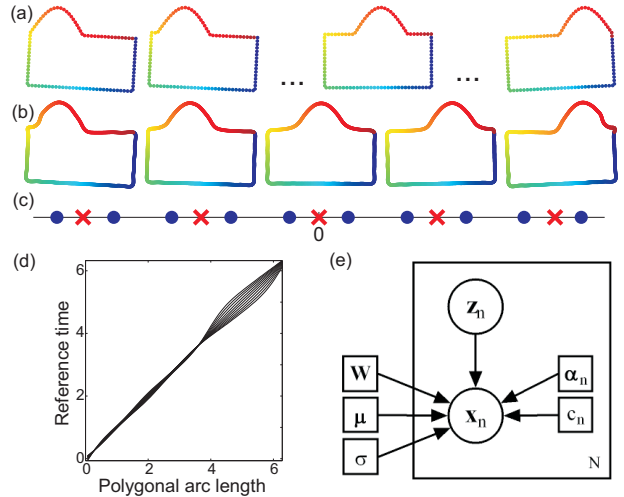 (a)
... ...
(b)
(c)
0
(d)
Reference time
6
4
2
0
0 2 4 6
Polygonal arc length
(e)
z_n
W
α_n
μ
x_n
c_n
σ
N